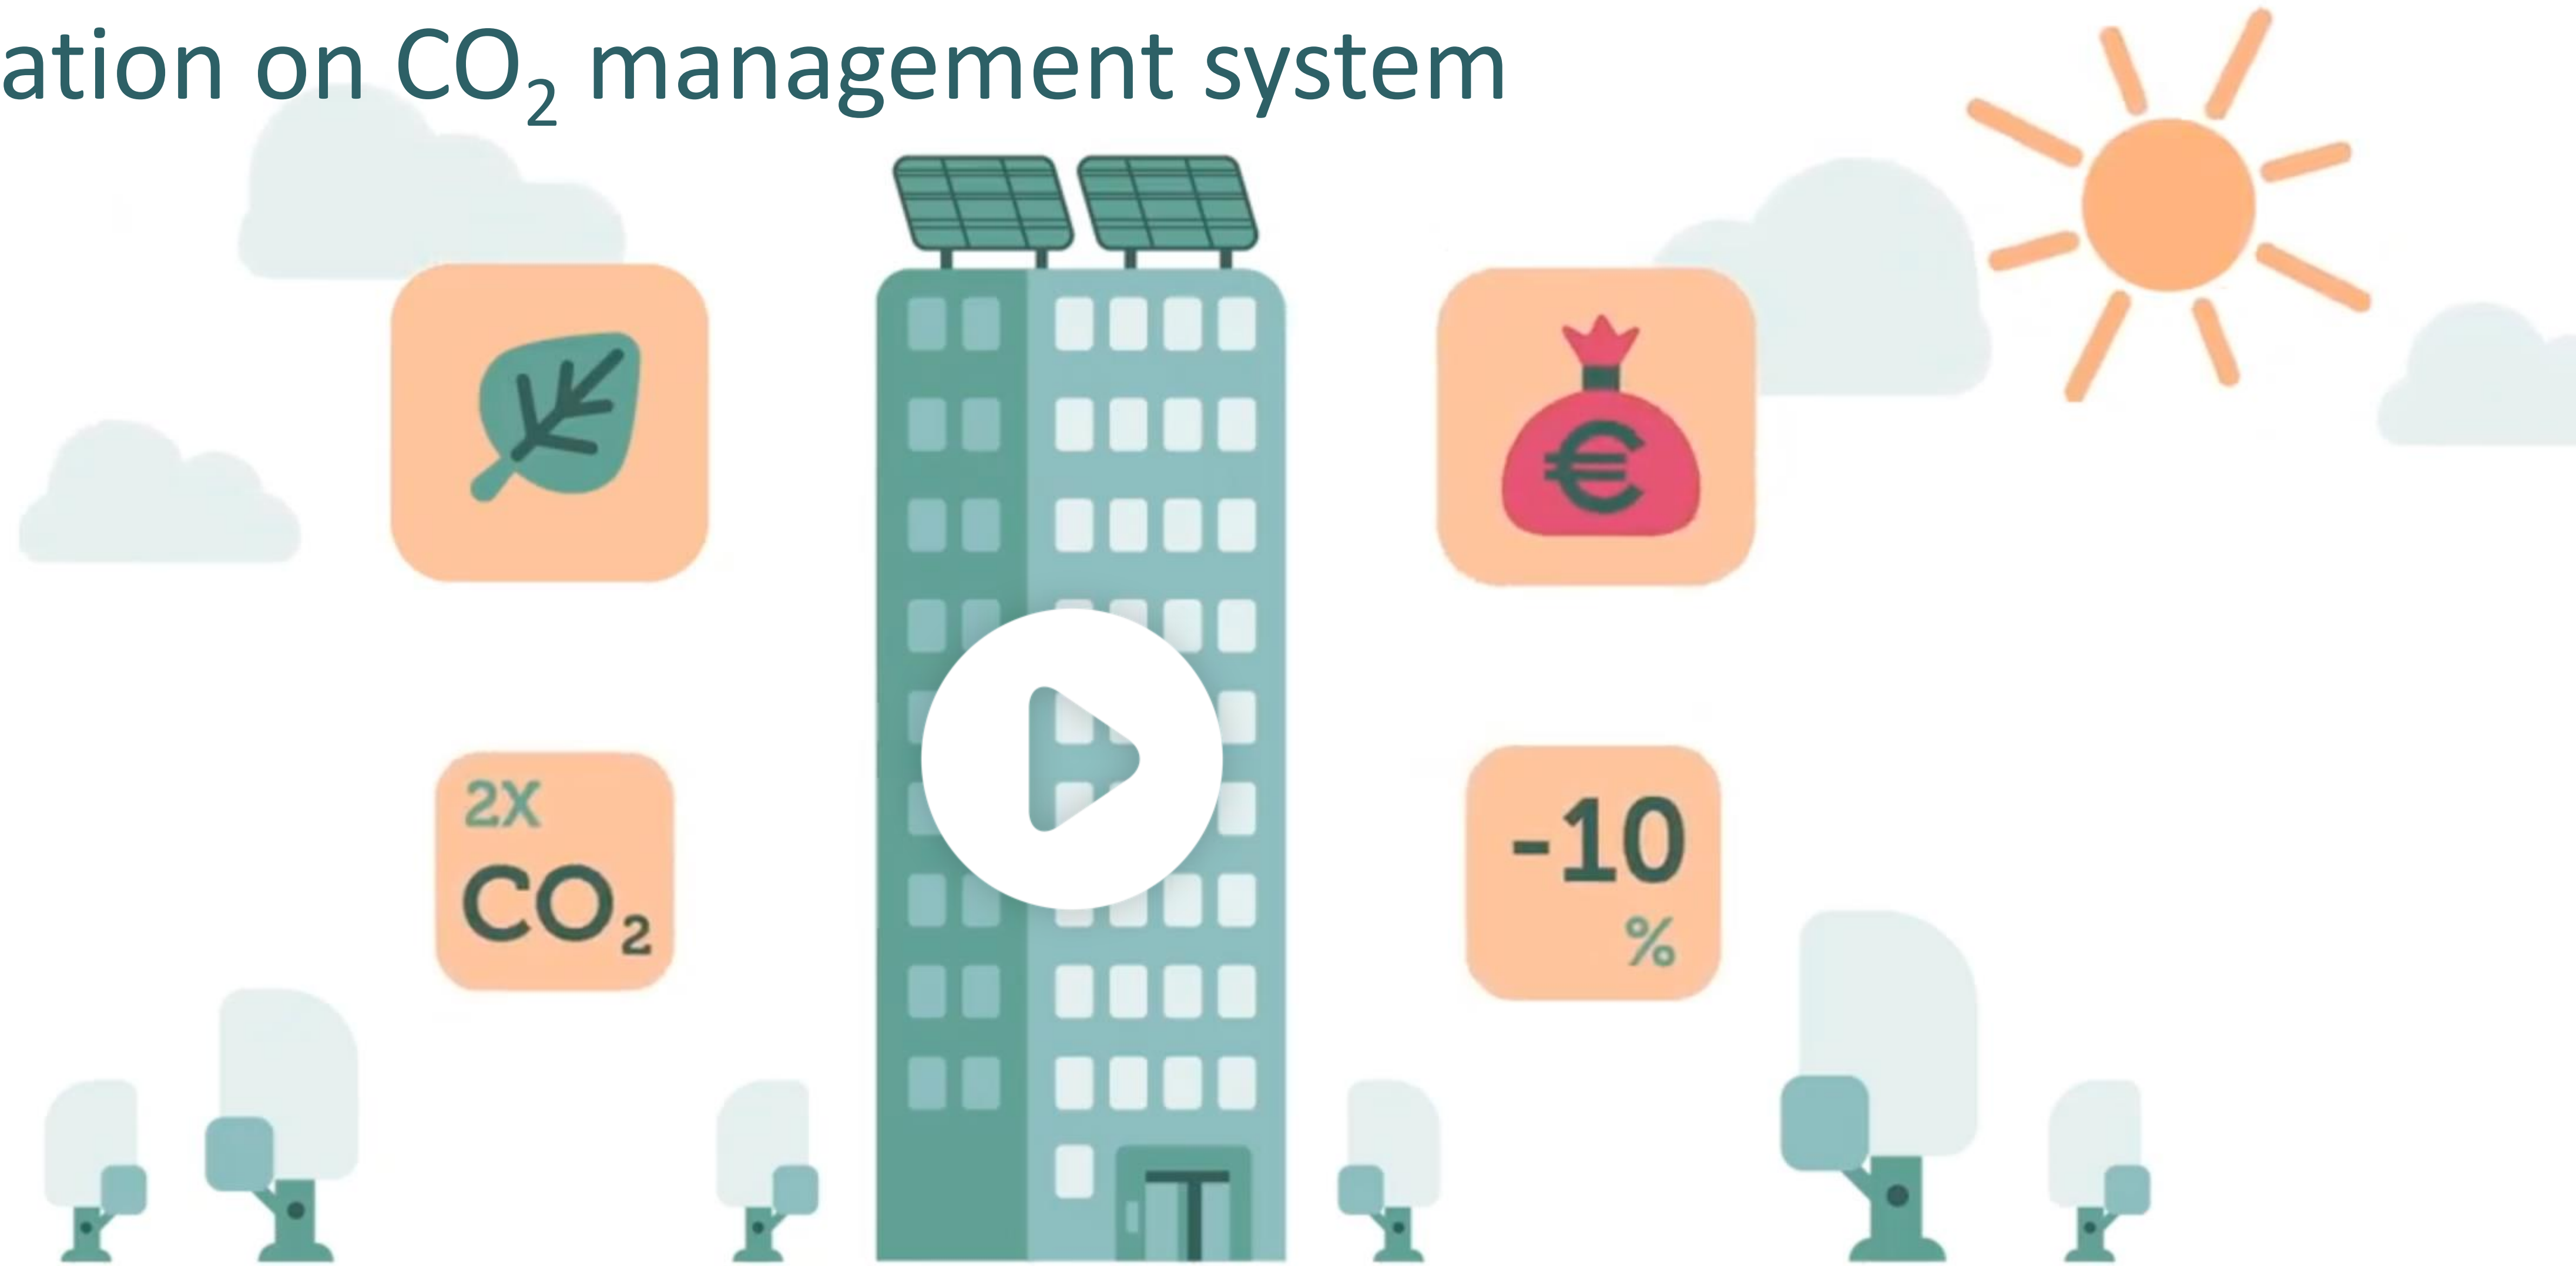 ation on CO₂ management system
€
2X
CO₂
-10
%